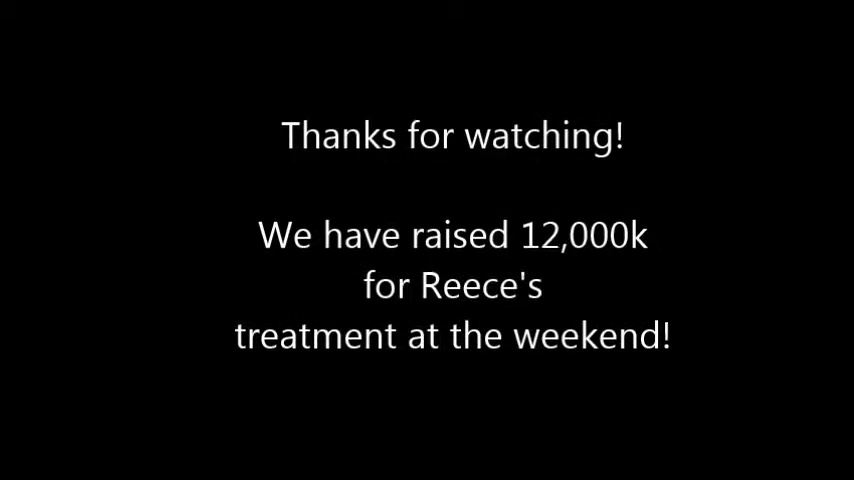 Thanks for watching!
We have raised 12,000k
for Reece's
treatment at the weekend!